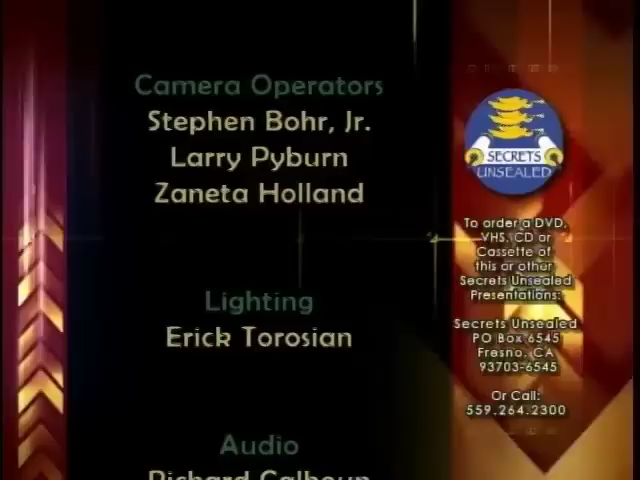 Camera Operators
Stephen Bohr, Jr.
Larry Pyburn
Zaneta Holland
Lighting
Erick Torosian
Audio
Richard Calhoun
SECRETS
UNSEALED
To order a DVD,
VHS, CD or
Cassette of
this or other
Secrets Unsealed
Presentations:
Secrets Unsealed
PO Box 6545
Fresno, CA
93703-6545
Or Call:
559.264.2300